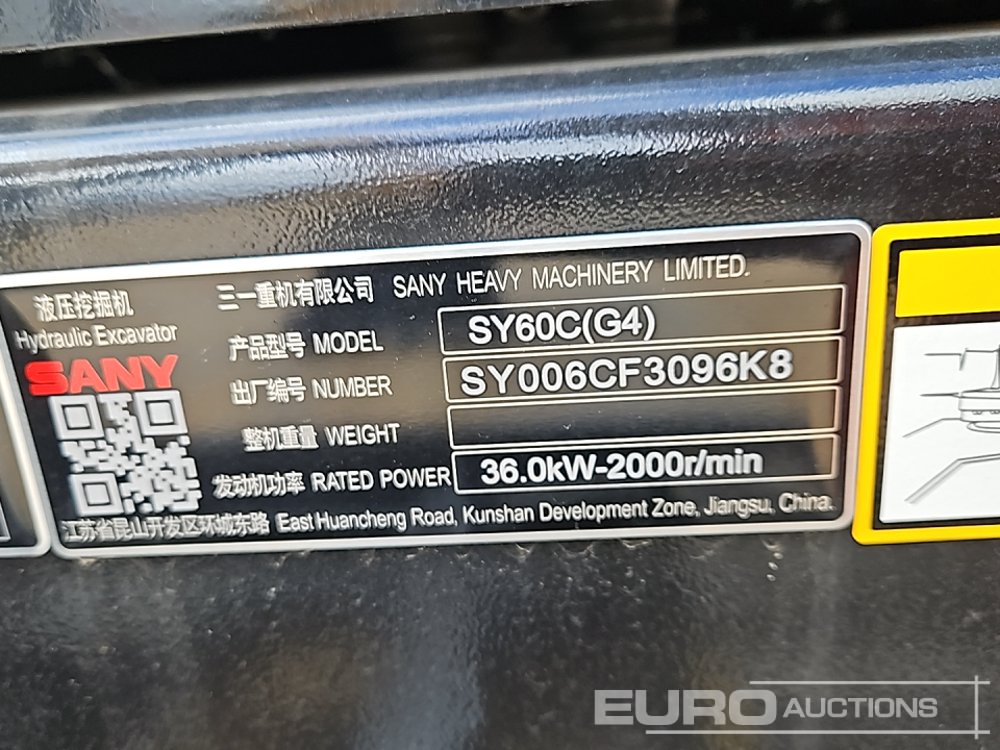 液压挖掘机
Hydraulic Excavator
SANY
三一重机有限公司 SANY HEAVY MACHINERY LIMITED.
产品型号 MODEL SY60C(G4)
出厂编号 NUMBER SY006CF3096K8
整机重量 WEIGHT
发动机功率 RATED POWER 36.0kW-2000r/min
江苏省昆山开发区环城东路 East Huancheng Road, Kunshan Development Zone, Jiangsu, China.
EURO AUCTIONS